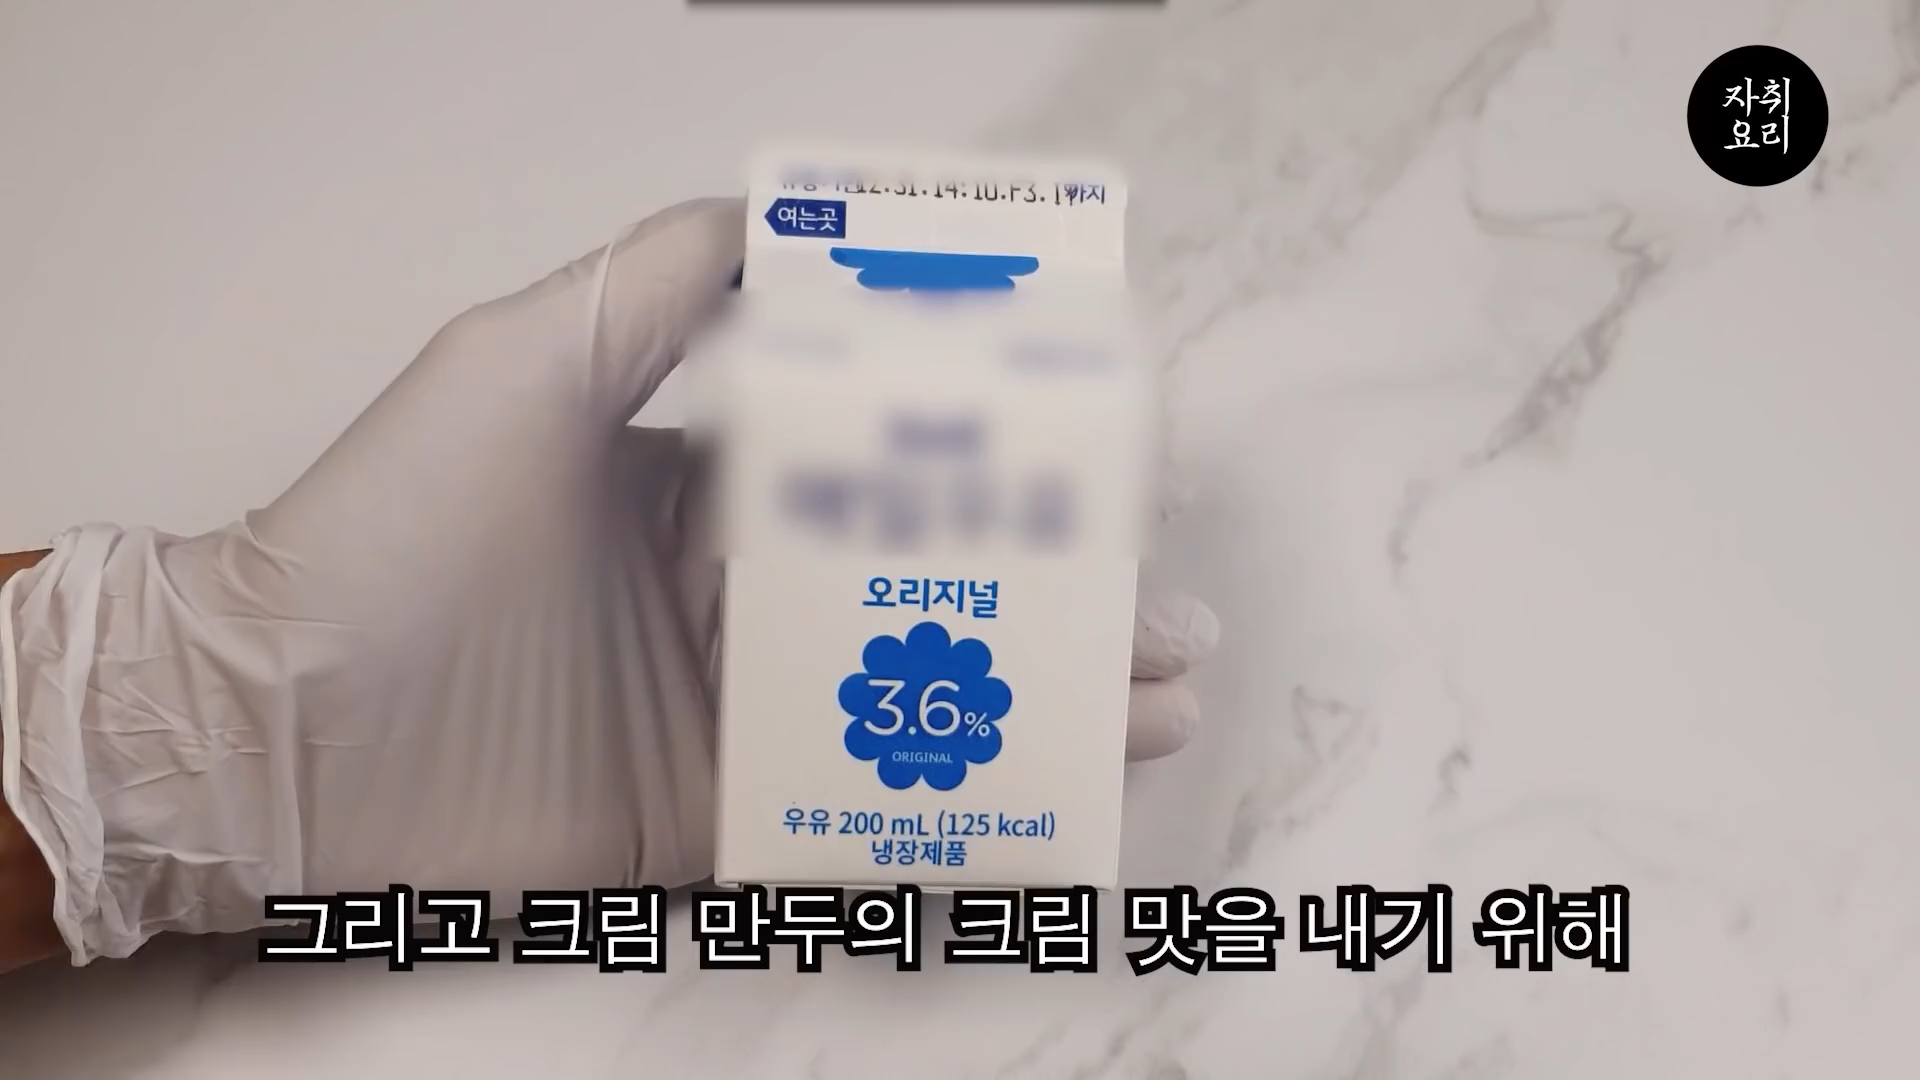 자취
요리
여는곳
오리지널
3.6%
ORIGINAL
우유 200 mL (125 kcal)
냉장제품
그리고 크림 만두의 크림 맛을 내기 위해